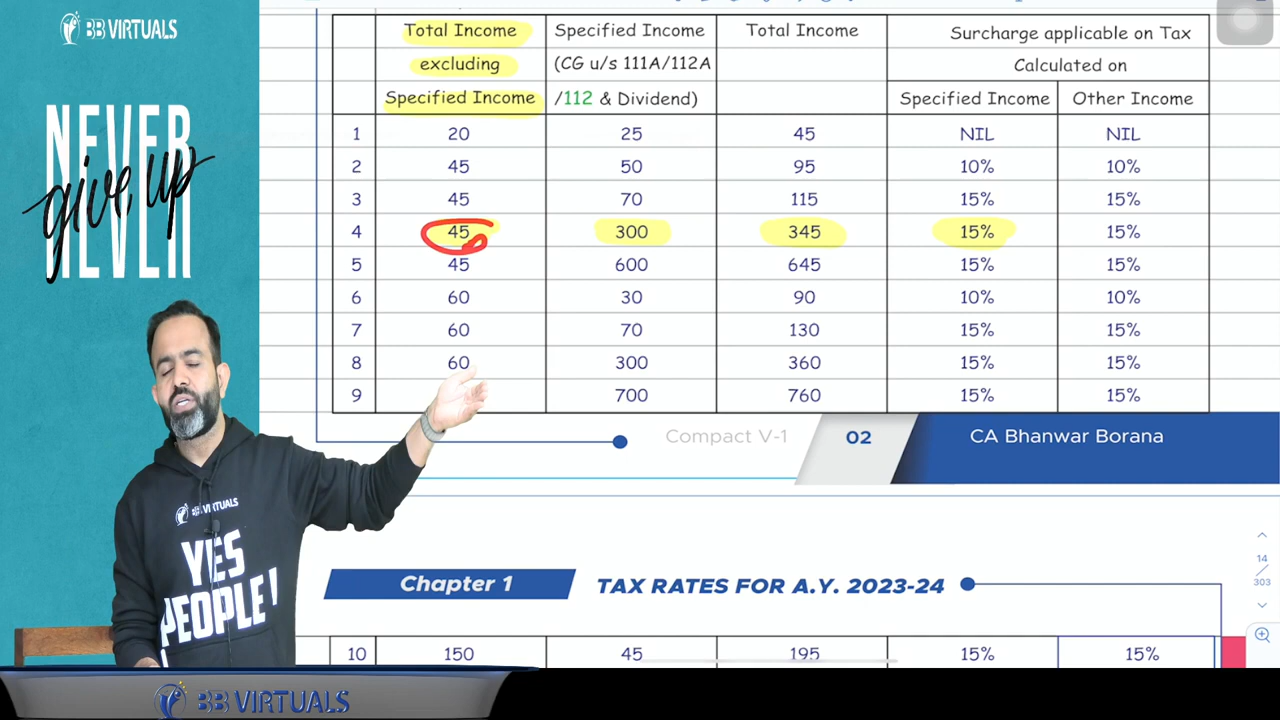 BB VIRTUALS
NEVER
give up
NEVER
Total Income excluding Specified Income | Specified Income (CG u/s 111A/112A /112 & Dividend) | Total Income | Surcharge applicable on Tax Calculated on
Specified Income | Other Income
1 20 25 45 NIL NIL
2 45 50 95 10% 10%
3 45 70 115 15% 15%
4 45 300 345 15% 15%
5 45 600 645 15% 15%
6 60 30 90 10% 10%
7 60 70 130 15% 15%
8 60 300 360 15% 15%
9 700 760 15% 15%
Compact V-1 02 CA Bhanwar Borana
14
303
Chapter 1 TAX RATES FOR A.Y. 2023-24
10 150 45 195 15% 15%
BB VIRTUALS
YES
PEOPLE!
BB VIRTUALS